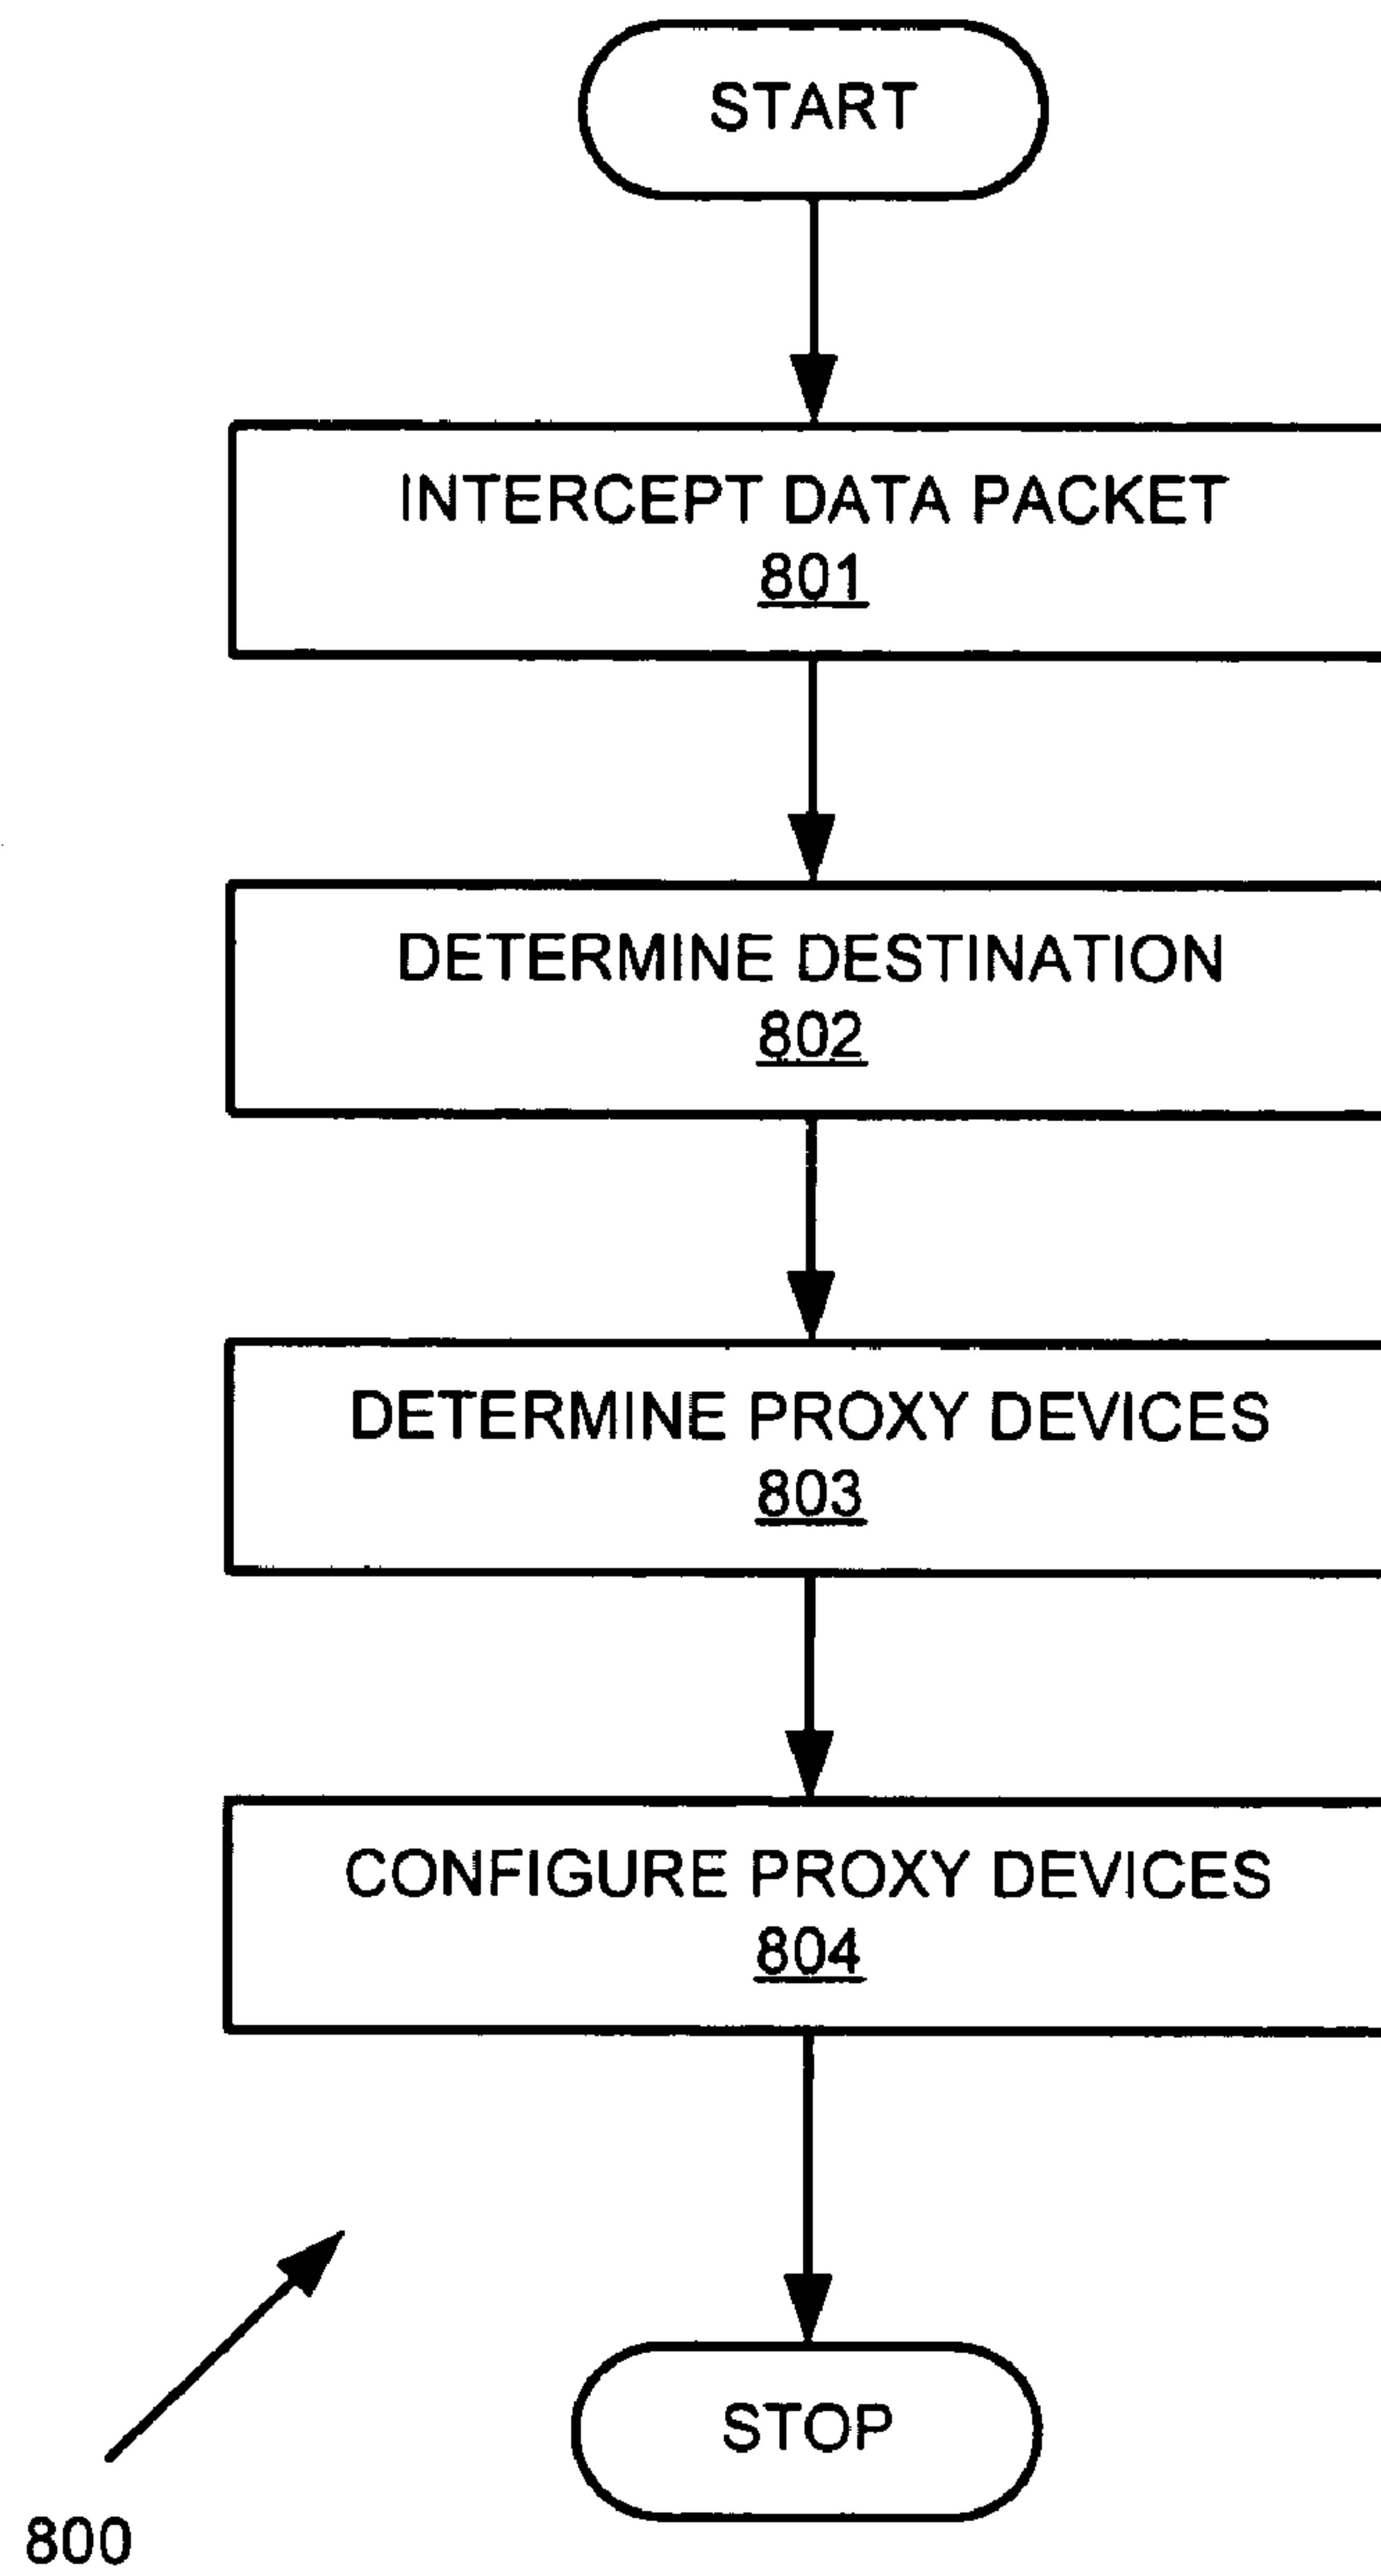 START
INTERCEPT DATA PACKET
801
DETERMINE DESTINATION
802
DETERMINE PROXY DEVICES
803
CONFIGURE PROXY DEVICES
804
STOP
800